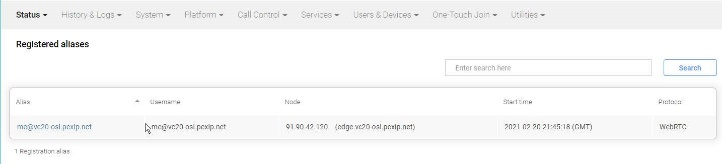 Status History & Logs System Platform Call Control Services Users & Devices One-Touch Join Utilities
Registered aliases
Enter search here Search
Alias Username Node Start time Protoco
me@vc20-osl.pexip.net me@vc20-osl.pexip.net 91.90.42.120 (edge.vc20-osl.pexip.net) 2021-02-20 21:45:18 (GMT) WebRTC
1 Registration alias